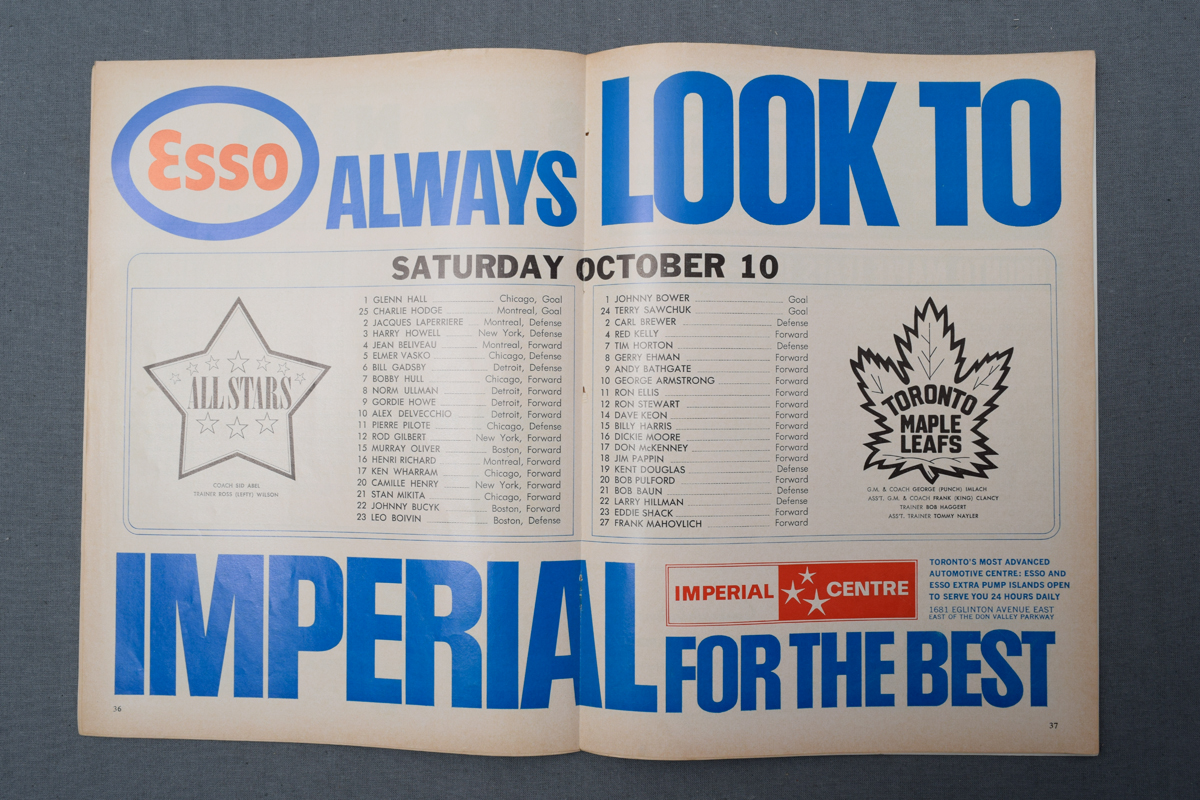 Esso ALWAYS LOOK TO
SATURDAY OCTOBER 10
ALL STARS
COACH SID ABEL
TRAINER ROSS (LEFTY) WILSON
1 GLENN HALL Chicago, Goal
25 CHARLIE HODGE Montreal, Goal
2 JACQUES LAPERRIERE Montreal, Defense
3 HARRY HOWELL New York, Defense
4 JEAN BELIVEAU Montreal, Forward
5 ELMER VASKO Chicago, Defense
6 BILL GADSBY Detroit, Defense
7 BOBBY HULL Chicago, Forward
8 NORM ULLMAN Detroit, Forward
9 GORDIE HOWE Detroit, Forward
10 ALEX DELVECCHIO Detroit, Forward
11 PIERRE PILOTE Chicago, Defense
12 ROD GILBERT New York, Forward
15 MURRAY OLIVER Boston, Forward
16 HENRI RICHARD Montreal, Forward
17 KEN WHARRAM Chicago, Forward
20 CAMILLE HENRY New York, Forward
21 STAN MIKITA Chicago, Forward
22 JOHNNY BUCYK Boston, Forward
23 LEO BOIVIN Boston, Defense
1 JOHNNY BOWER Goal
24 TERRY SAWCHUK Goal
2 CARL BREWER Defense
4 RED KELLY Forward
7 TIM HORTON Defense
8 GERRY EHMAN Forward
9 ANDY BATHGATE Forward
10 GEORGE ARMSTRONG Forward
11 RON ELLIS Forward
12 RON STEWART Forward
14 DAVE KEON Forward
15 BILLY HARRIS Forward
16 DICKIE MOORE Forward
17 DON McKENNEY Forward
18 JIM PAPPIN Forward
19 KENT DOUGLAS Defense
20 BOB PULFORD Forward
21 BOB BAUN Defense
22 LARRY HILLMAN Defense
23 EDDIE SHACK Forward
27 FRANK MAHOVLICH Forward
TORONTO
MAPLE
LEAFS
G.M. & COACH GEORGE (PUNCH) IMLACH
ASS'T. G.M. & COACH FRANK (KING) CLANCY
TRAINER BOB HAGGERT
ASS'T. TRAINER TOMMY NAYLER
IMPERIAL
IMPERIAL CENTRE
TORONTO'S MOST ADVANCED
AUTOMOTIVE CENTRE: ESSO AND
ESSO EXTRA PUMP ISLANDS OPEN
TO SERVE YOU 24 HOURS DAILY
1681 EGLINTON AVENUE EAST
EAST OF THE DON VALLEY PARKWAY
FOR THE BEST
36
37